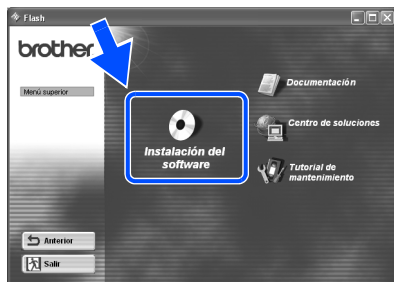 Flash
brother
Menú superior
Documentación
Centro de soluciones
Instalación del
software
Tutorial de
mantenimiento
Anterior
Salir